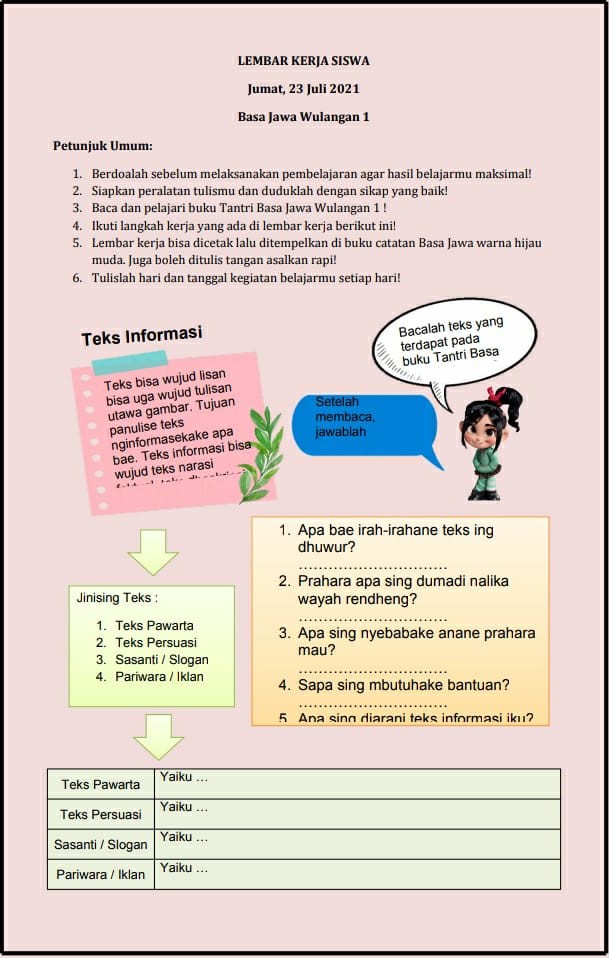 LEMBAR KERJA SISWA
Jumat, 23 Juli 2021
Basa Jawa Wulangan 1
Petunjuk Umum:
1. Berdoalah sebelum melaksanakan pembelajaran agar hasil belajarmu maksimal!
2. Siapkan peralatan tulismu dan duduklah dengan sikap yang baik!
3. Baca dan pelajari buku Tantri Basa Jawa Wulangan 1 !
4. Ikuti langkah kerja yang ada di lembar kerja berikut ini!
5. Lembar kerja bisa dicetak lalu ditempelkan di buku catatan Basa Jawa warna hijau
muda. Juga boleh ditulis tangan asalkan rapi!
6. Tulislah hari dan tanggal kegiatan belajarmu setiap hari!
Teks Informasi
Teks bisa wujud lisan
bisa uga wujud tulisan
utawa gambar. Tujuan
panulise teks
nginformasekake apa
bae. Teks informasi bisa
wujud teks narasi
Bacalah teks yang
terdapat pada
buku Tantri Basa
Setelah
membaca,
jawablah
1. Apa bae irah-irahane teks ing
dhuwur?
..............................
2. Prahara apa sing dumadi nalika
wayah rendheng?
..............................
3. Apa sing nyebabake anane prahara
mau?
..............................
4. Sapa sing mbutuhake bantuan?
..............................
5. Apa sing diarani teks informasi iku?
Jinising Teks :
1. Teks Pawarta
2. Teks Persuasi
3. Sasanti / Slogan
4. Pariwara / Iklan
Teks Pawarta Yaiku ...
Teks Persuasi Yaiku ...
Sasanti / Slogan Yaiku ...
Pariwara / Iklan Yaiku ...